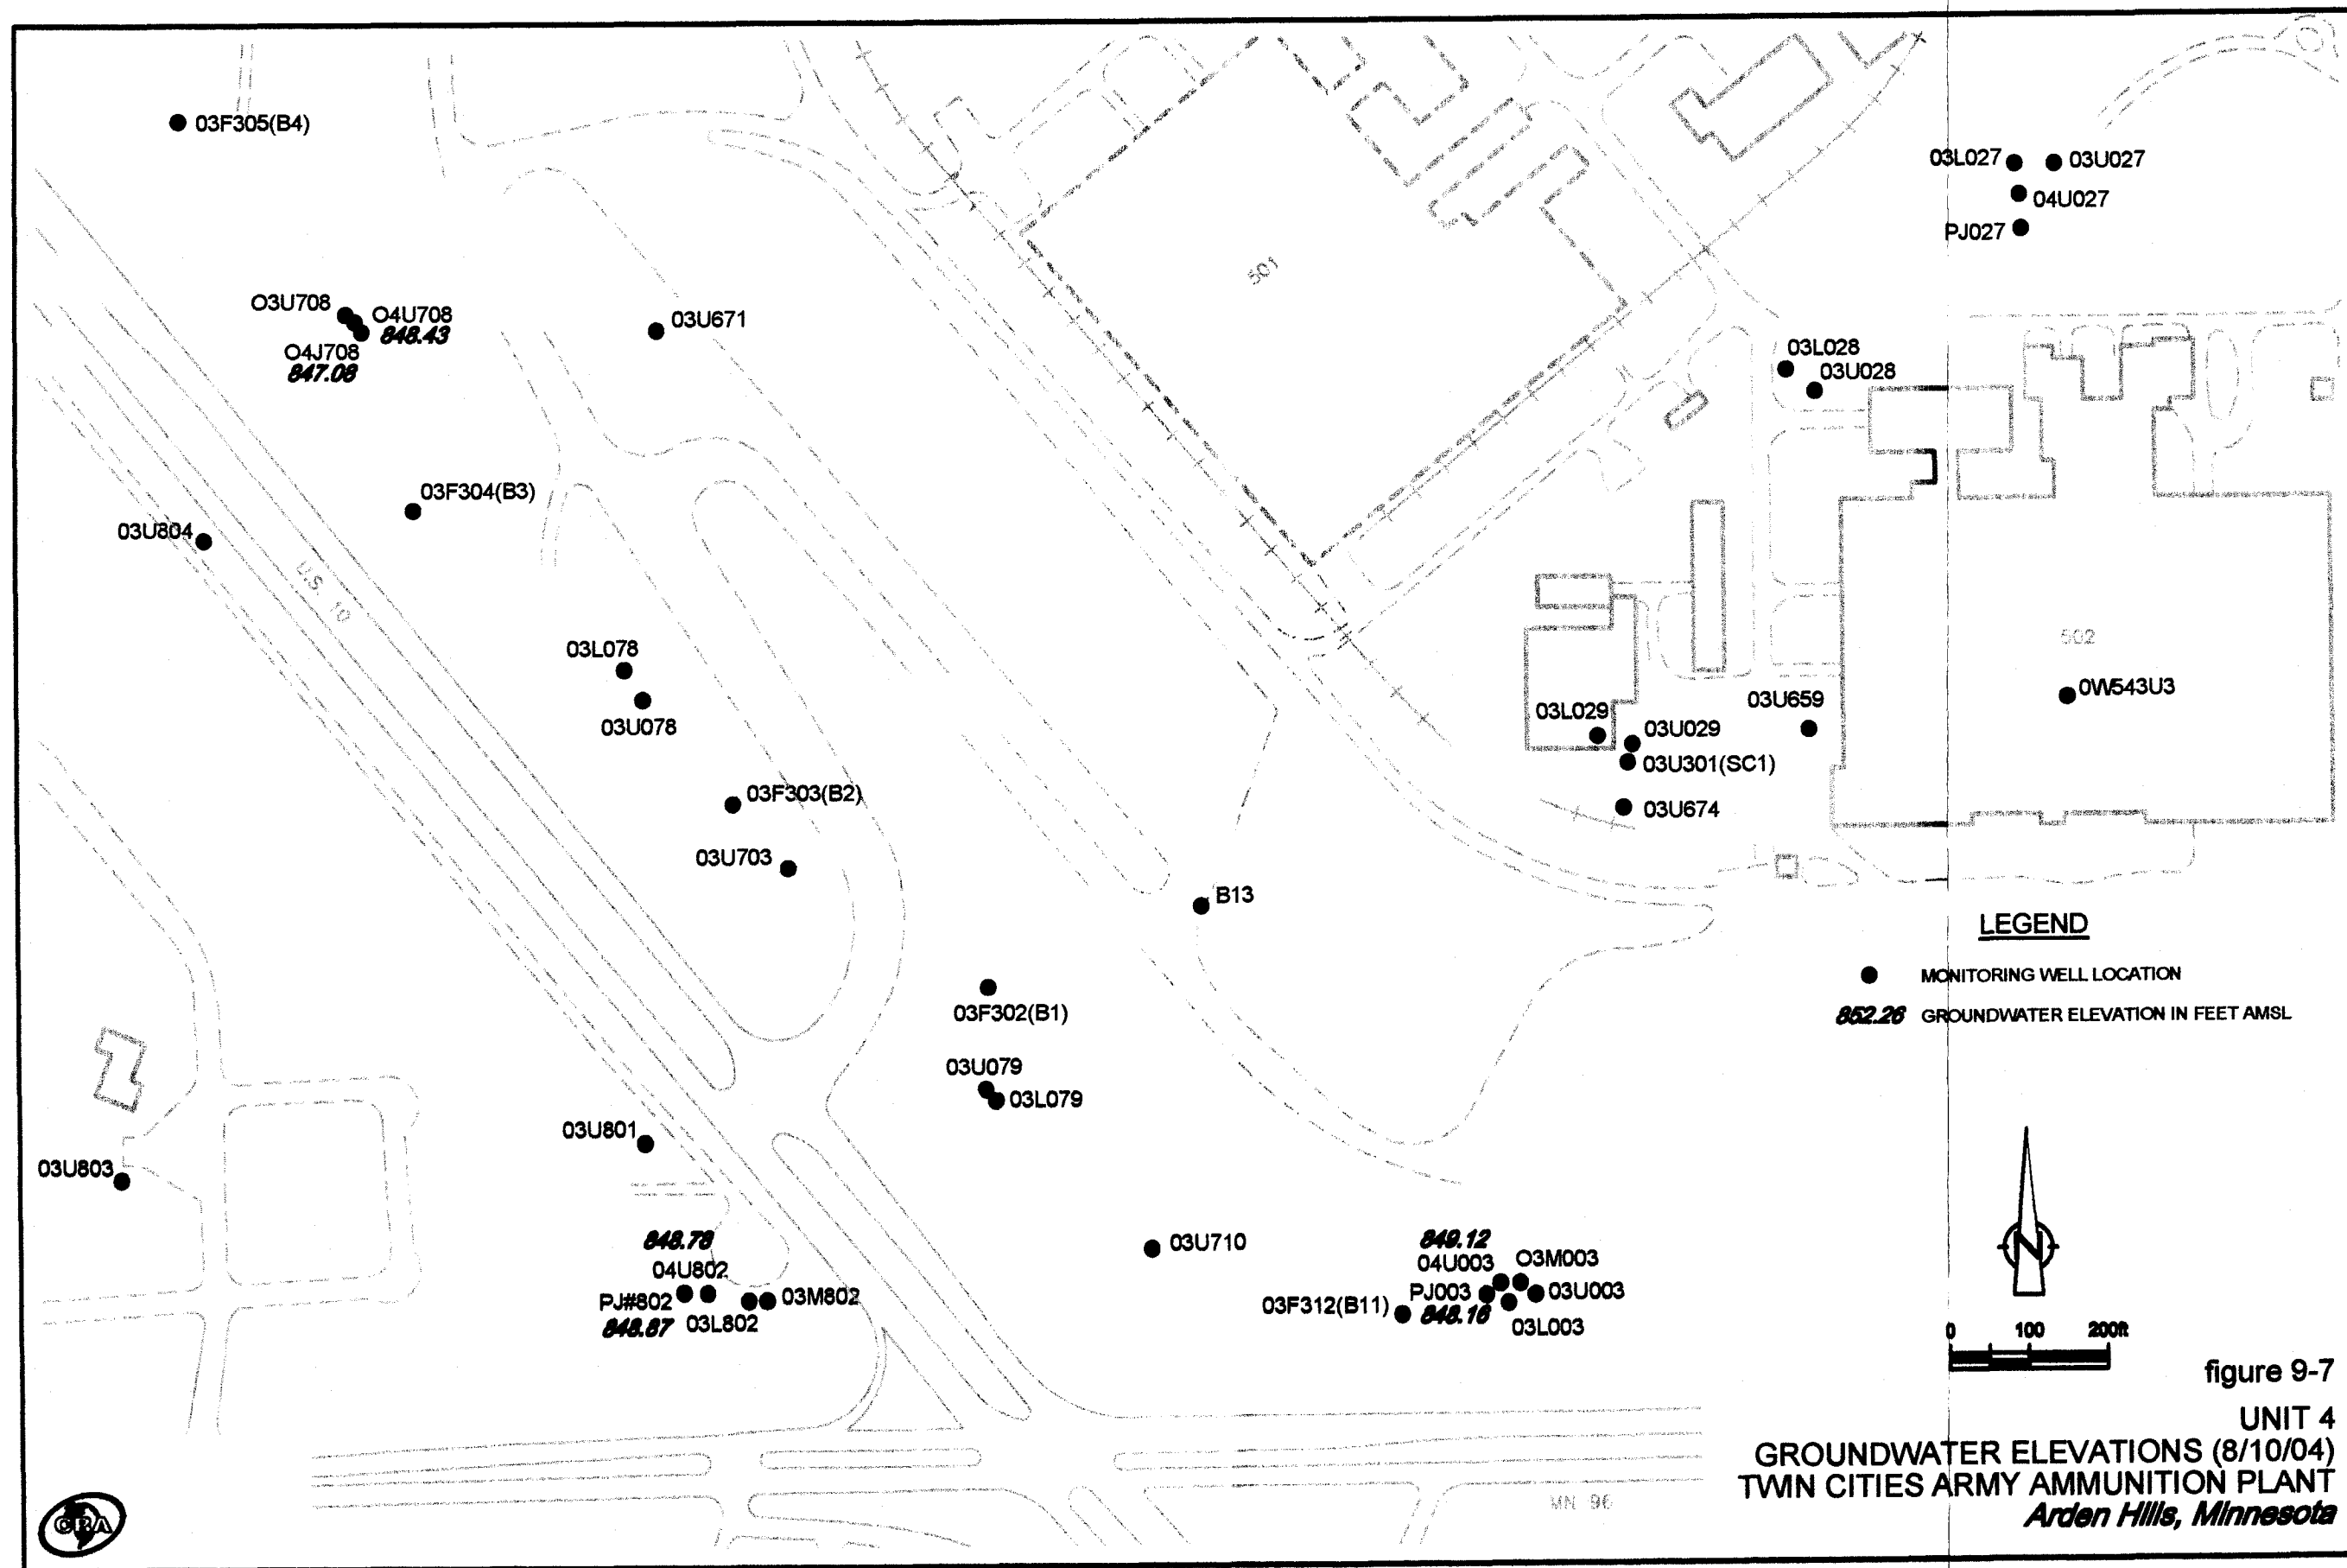 03F305(B4)
03L027
03U027
04U027
PJ027
501
O3U708
O4U708
848.43
O4J708
847.08
03U671
03L028
03U028
03F304(B3)
03U804
U.S. 10
502
03L078
03U078
0W543U3
03U659
03L029
03U029
03U301(SC1)
03F303(B2)
03U674
03U703
B13
LEGEND
MONITORING WELL LOCATION
852.26 GROUNDWATER ELEVATION IN FEET AMSL
03F302(B1)
03U079
03L079
03U801
03U803
848.78
04U802
PJ#802
848.87
03L802
03M802
03U710
849.12
04U003
O3M003
PJ003
03U003
03F312(B11)
848.16
03L003
N
0 100 200ft
figure 9-7
UNIT 4
GROUNDWATER ELEVATIONS (8/10/04)
TWIN CITIES ARMY AMMUNITION PLANT
Arden Hills, Minnesota
MN 96
CRA